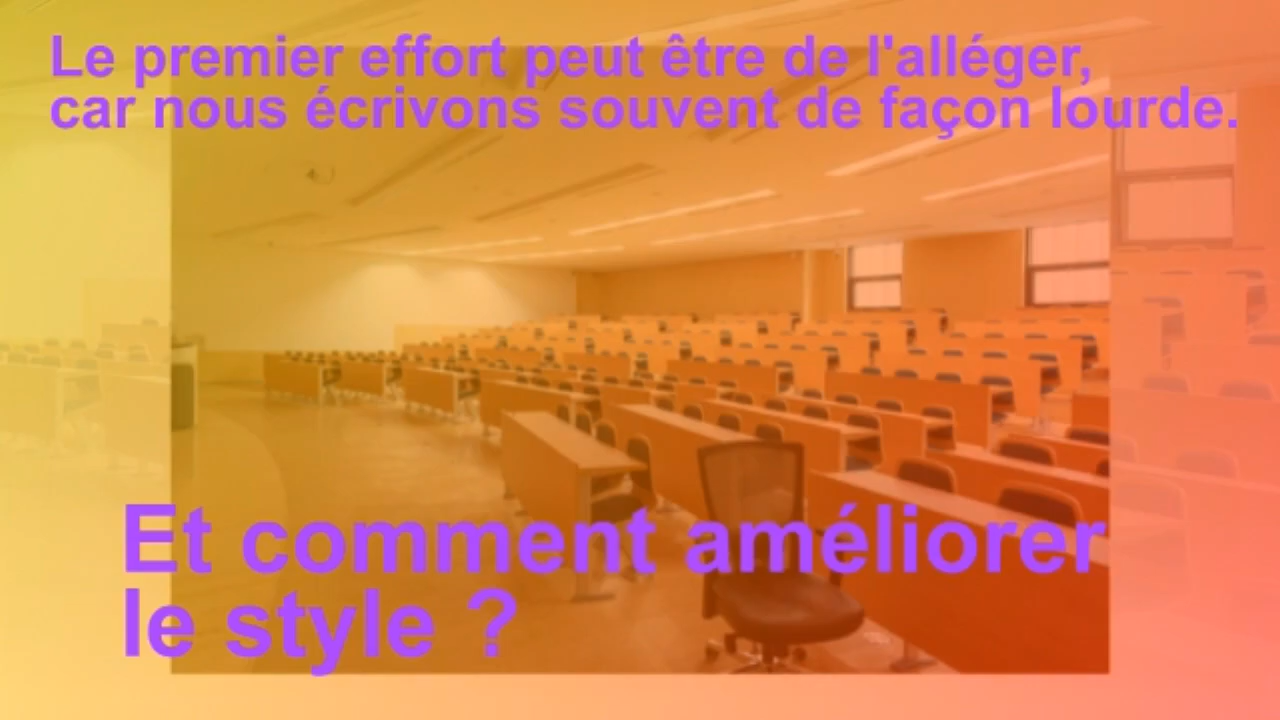 Le premier effort peut être de l'alléger,
car nous écrivons souvent de façon lourde.
Et comment améliorer
le style ?